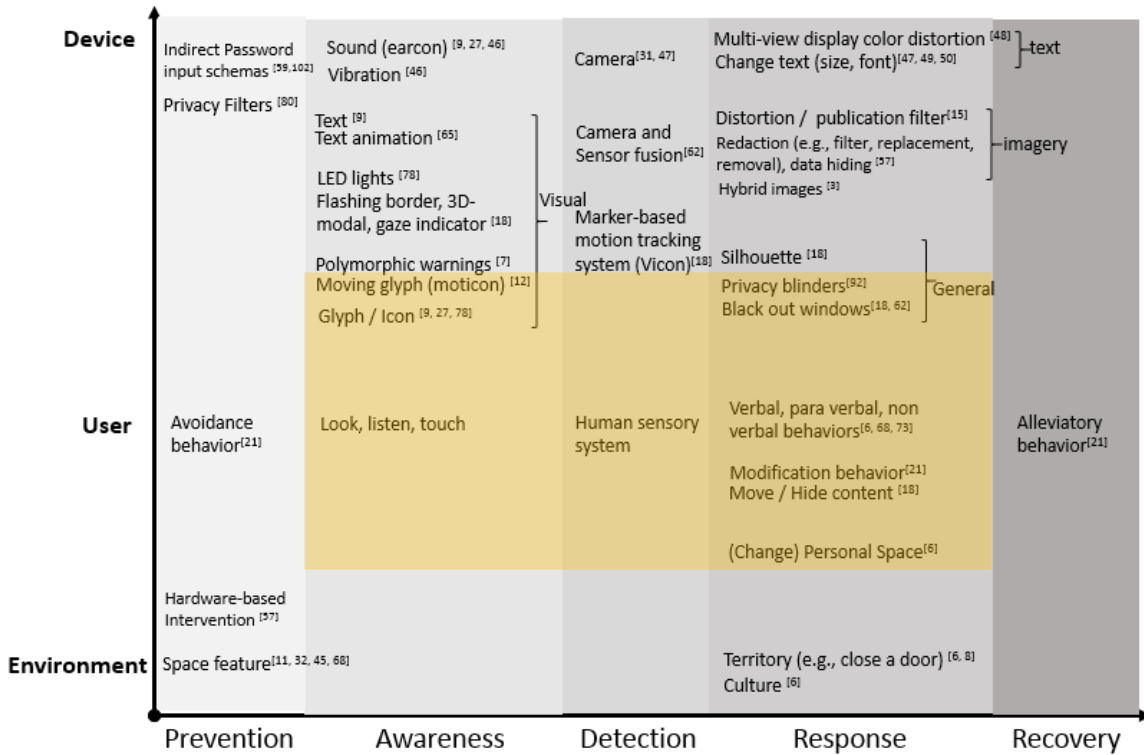 Device
Indirect Password
input schemas [59,102]
Privacy Filters [80]
Sound (earcon) [9, 27, 46]
Vibration [46]
Text [9]
Text animation [65]
LED lights [78]
Flashing border, 3D-
modal, gaze indicator [18]
Polymorphic warnings [7]
Moving glyph (moticon) [12]
Glyph / Icon [9, 27, 78]
Visual
Camera[31, 47]
Camera and
Sensor fusion[62]
Marker-based
motion tracking
system (Vicon)[18]
Multi-view display color distortion [48]
Change text (size, font)[47, 49, 50]
text
Distortion / publication filter[15]
Redaction (e.g., filter, replacement,
removal), data hiding [57]
imagery
Hybrid images [3]
Silhouette [18]
Privacy blinders[92]
Black out windows[18, 62]
General
User
Avoidance
behavior[21]
Look, listen, touch
Human sensory
system
Verbal, para verbal, non
verbal behaviors[6, 68, 73]
Modification behavior[21]
Move / Hide content [18]
(Change) Personal Space[6]
Alleviatory
behavior[21]
Hardware-based
Intervention [37]
Environment
Space feature[11, 32, 45, 68]
Territory (e.g., close a door) [6, 8]
Culture [6]
Prevention
Awareness
Detection
Response
Recovery